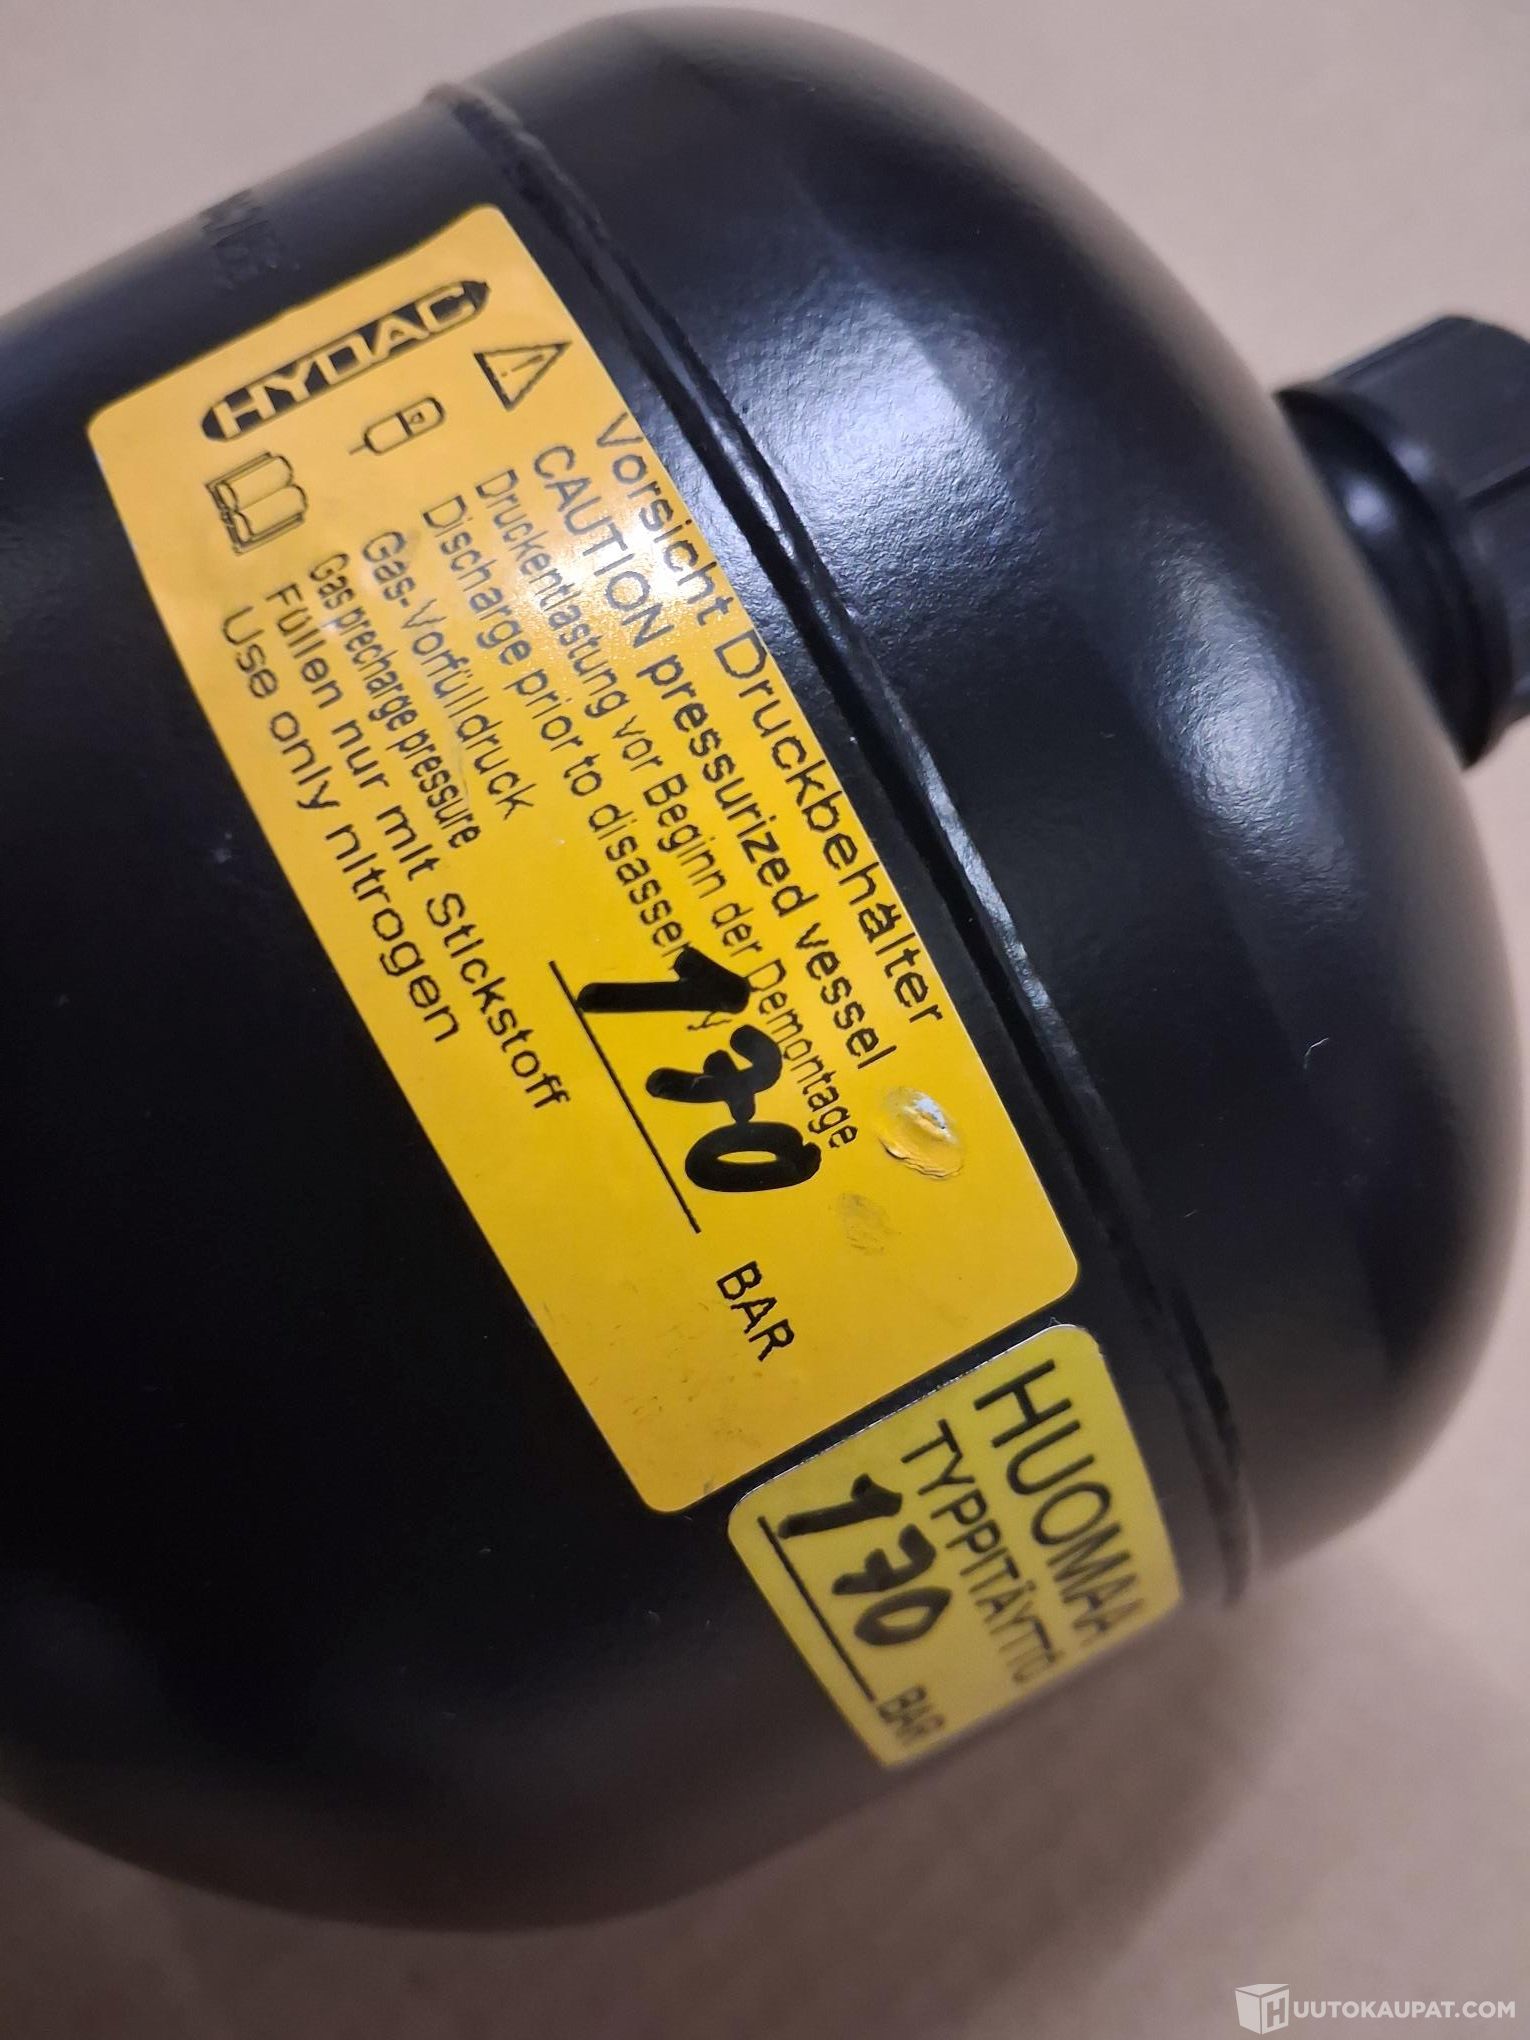 HYDAC
Vorsicht Druckbehälter
CAUTION pressurized vessel
Druckentlastung vor Beginn der Demontage
Discharge prior to disassembly
Gas-Vorfülldruck
Gas precharge pressure
170 BAR
Füllen nur mit Stickstoff
Use only nitrogen
HUOMAA
TYPPITÄYTTÖ
170 BAR
HUUTOKAUPAT.COM